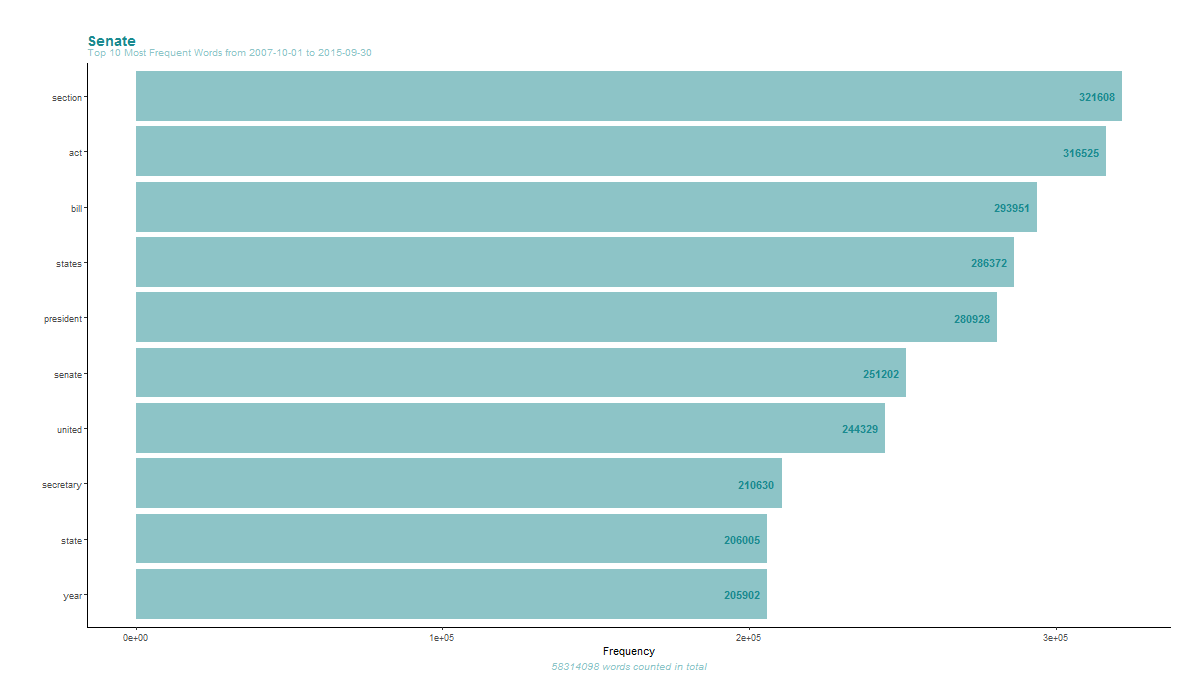 Senate
Top 10 Most Frequent Words from 2007-10-01 to 2015-09-30
section 321608
act 316525
bill 293951
states 286372
president 280928
senate 251202
united 244329
secretary 210630
state 206005
year 205902
0e+00 1e+05 2e+05 3e+05
Frequency
58314098 words counted in total